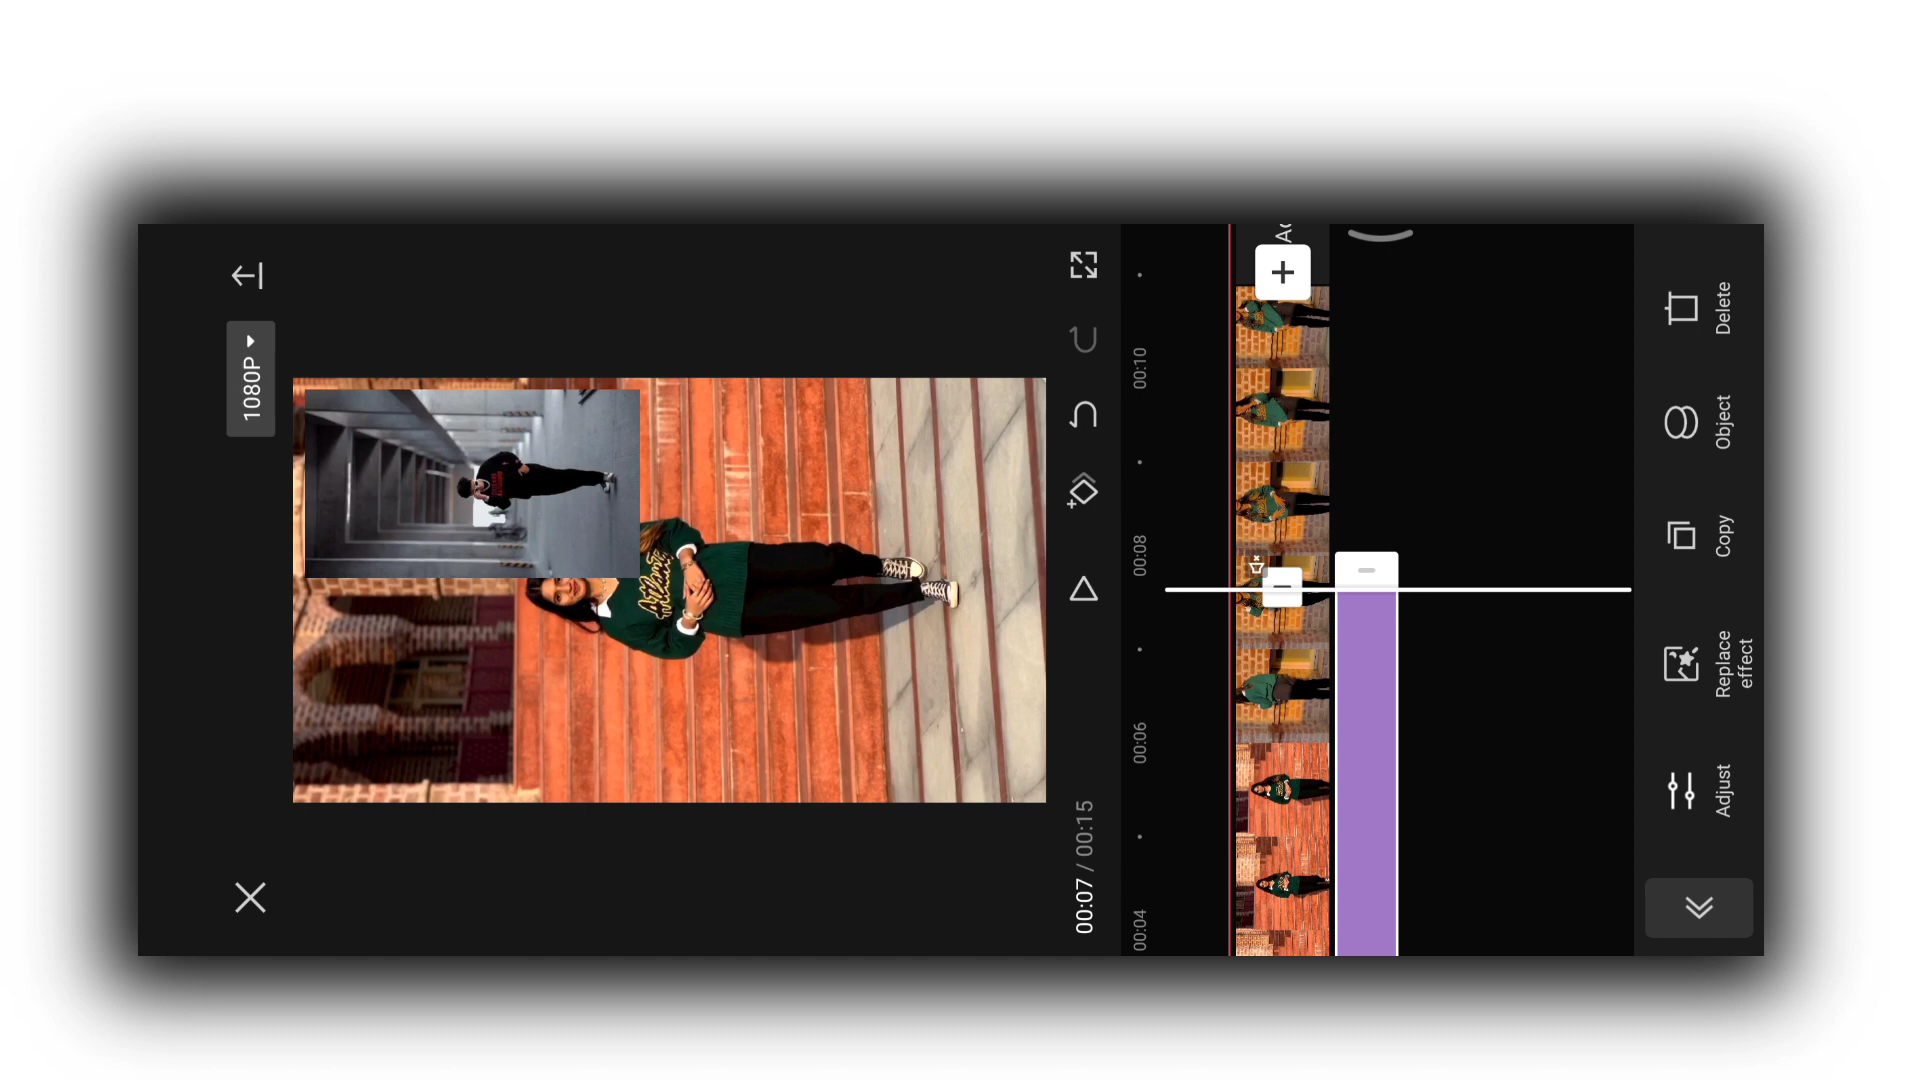 1080P
00:07 / 00:15
00:04
00:06
00:08
00:10
Adjust
Replace
effect
Copy
Object
Delete